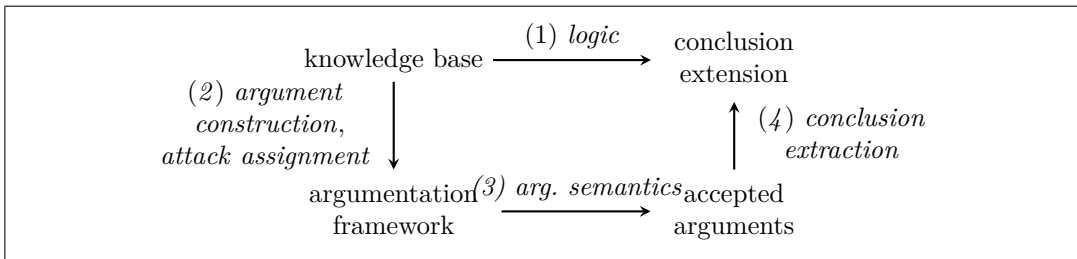 (1) logic
knowledge base
conclusion
extension
(2) argument
construction,
attack assignment
(4) conclusion
extraction
argumentation
framework
(3) arg. semantics
accepted
arguments